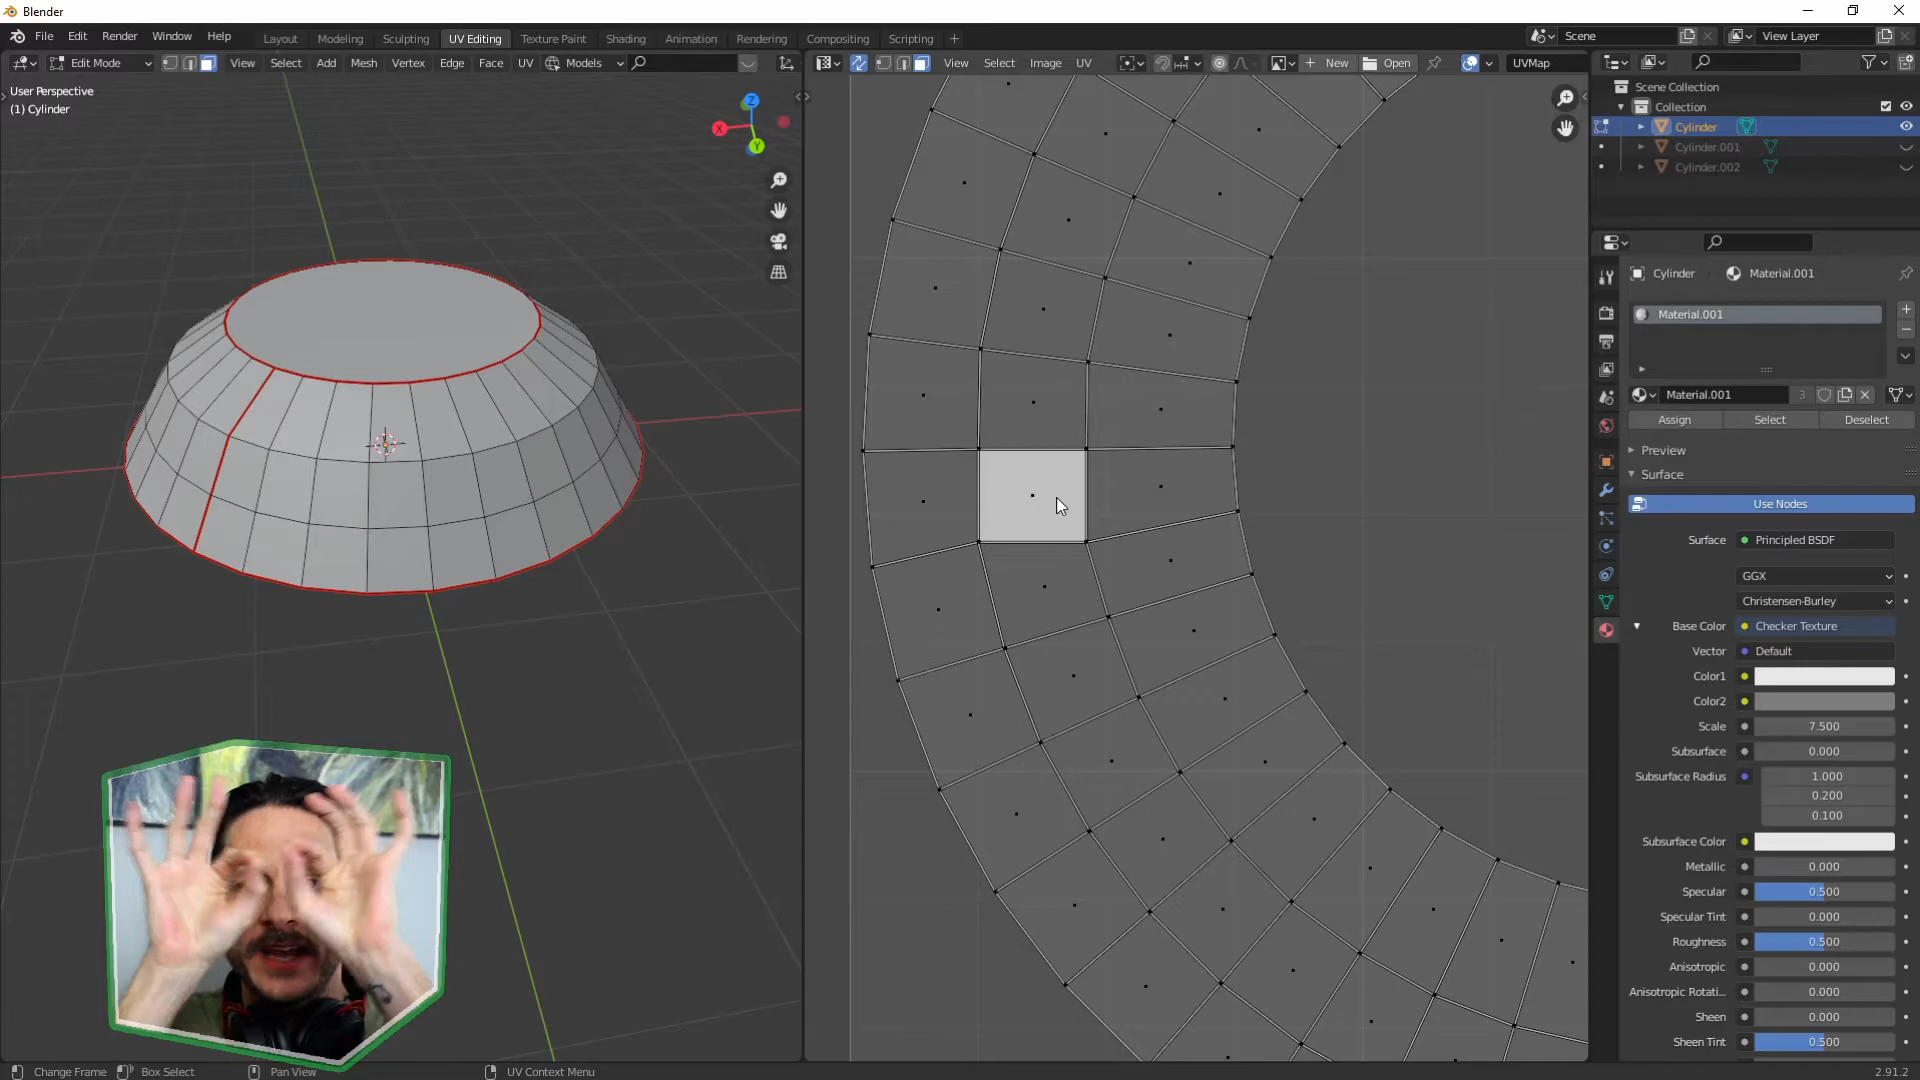 Blender
File Edit Render Window Help
Layout Modeling Sculpting UV Editing Texture Paint Shading Animation Rendering Compositing Scripting +
Scene
View Layer
Edit Mode
View Select Add Mesh Vertex Edge Face UV
Models
View Select Image UV
New
Open
UVMap
User Perspective
(1) Cylinder
Z
X
Y
Scene Collection
Collection
Cylinder
Cylinder.001
Cylinder.002
Cylinder
Material.001
Material.001
Material.001
3
Assign
Select
Deselect
Preview
Surface
Use Nodes
Surface
Principled BSDF
GGX
Christensen-Burley
Base Color
Checker Texture
Vector
Default
Color1
Color2
Scale
7.500
Subsurface
0.000
Subsurface Radius
1.000
0.200
0.100
Subsurface Color
Metallic
0.000
Specular
0.500
Specular Tint
0.000
Roughness
0.500
Anisotropic
0.000
Anisotropic Rotati...
0.000
Sheen
0.000
Sheen Tint
0.500
Change Frame
Box Select
Pan View
UV Context Menu
2.91.2